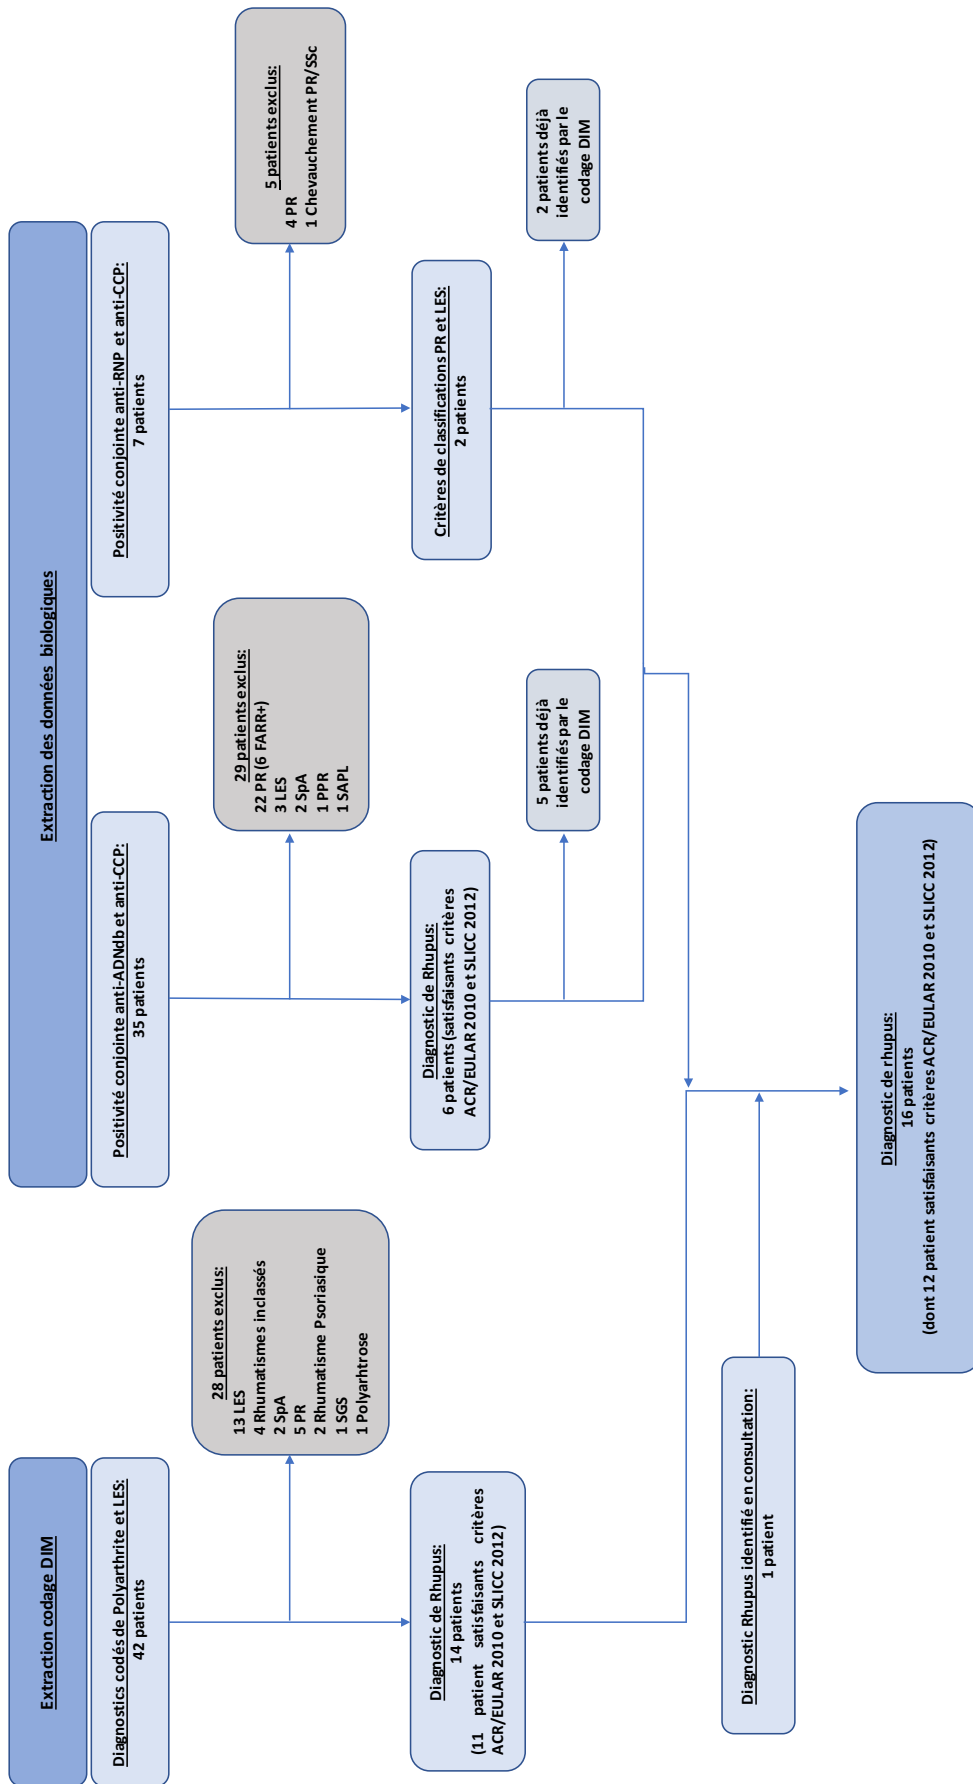 Extraction codage DIM
Diagnostics codés de Polyarthrite et LES:
42 patients
28 patients exclus:
13 LES
4 Rhumatismes inclassés
2 SpA
5 PR
2 Rhumatisme Psoriasique
1 SGS
1 Polyarhtrose
Diagnostic de Rhupus:
14 patients
(11 patient satisfaisants critères
ACR/EULAR 2010 et SLICC 2012)
Extraction des données biologiques
Positivité conjointe anti-ADNdb et anti-CCP:
35 patients
29 patients exclus:
22 PR (6 FARR+)
3 LES
2 SpA
1 PPR
1 SAPL
Diagnostic de Rhupus:
6 patients (satisfaisants critères
ACR/EULAR 2010 et SLICC 2012)
5 patients déjà
identifiés par le
codage DIM
Positivité conjointe anti-RNP et anti-CCP:
7 patients
5 patients exclus:
4 PR
1 Chevauchement PR/SSc
Critères de classifications PR et LES:
2 patients
2 patients déjà
identifiés par le
codage DIM
Diagnostic Rhupus identifié en consultation:
1 patient
Diagnostic de rhupus:
16 patients
(dont 12 patient satisfaisants critères ACR/EULAR 2010 et SLICC 2012)